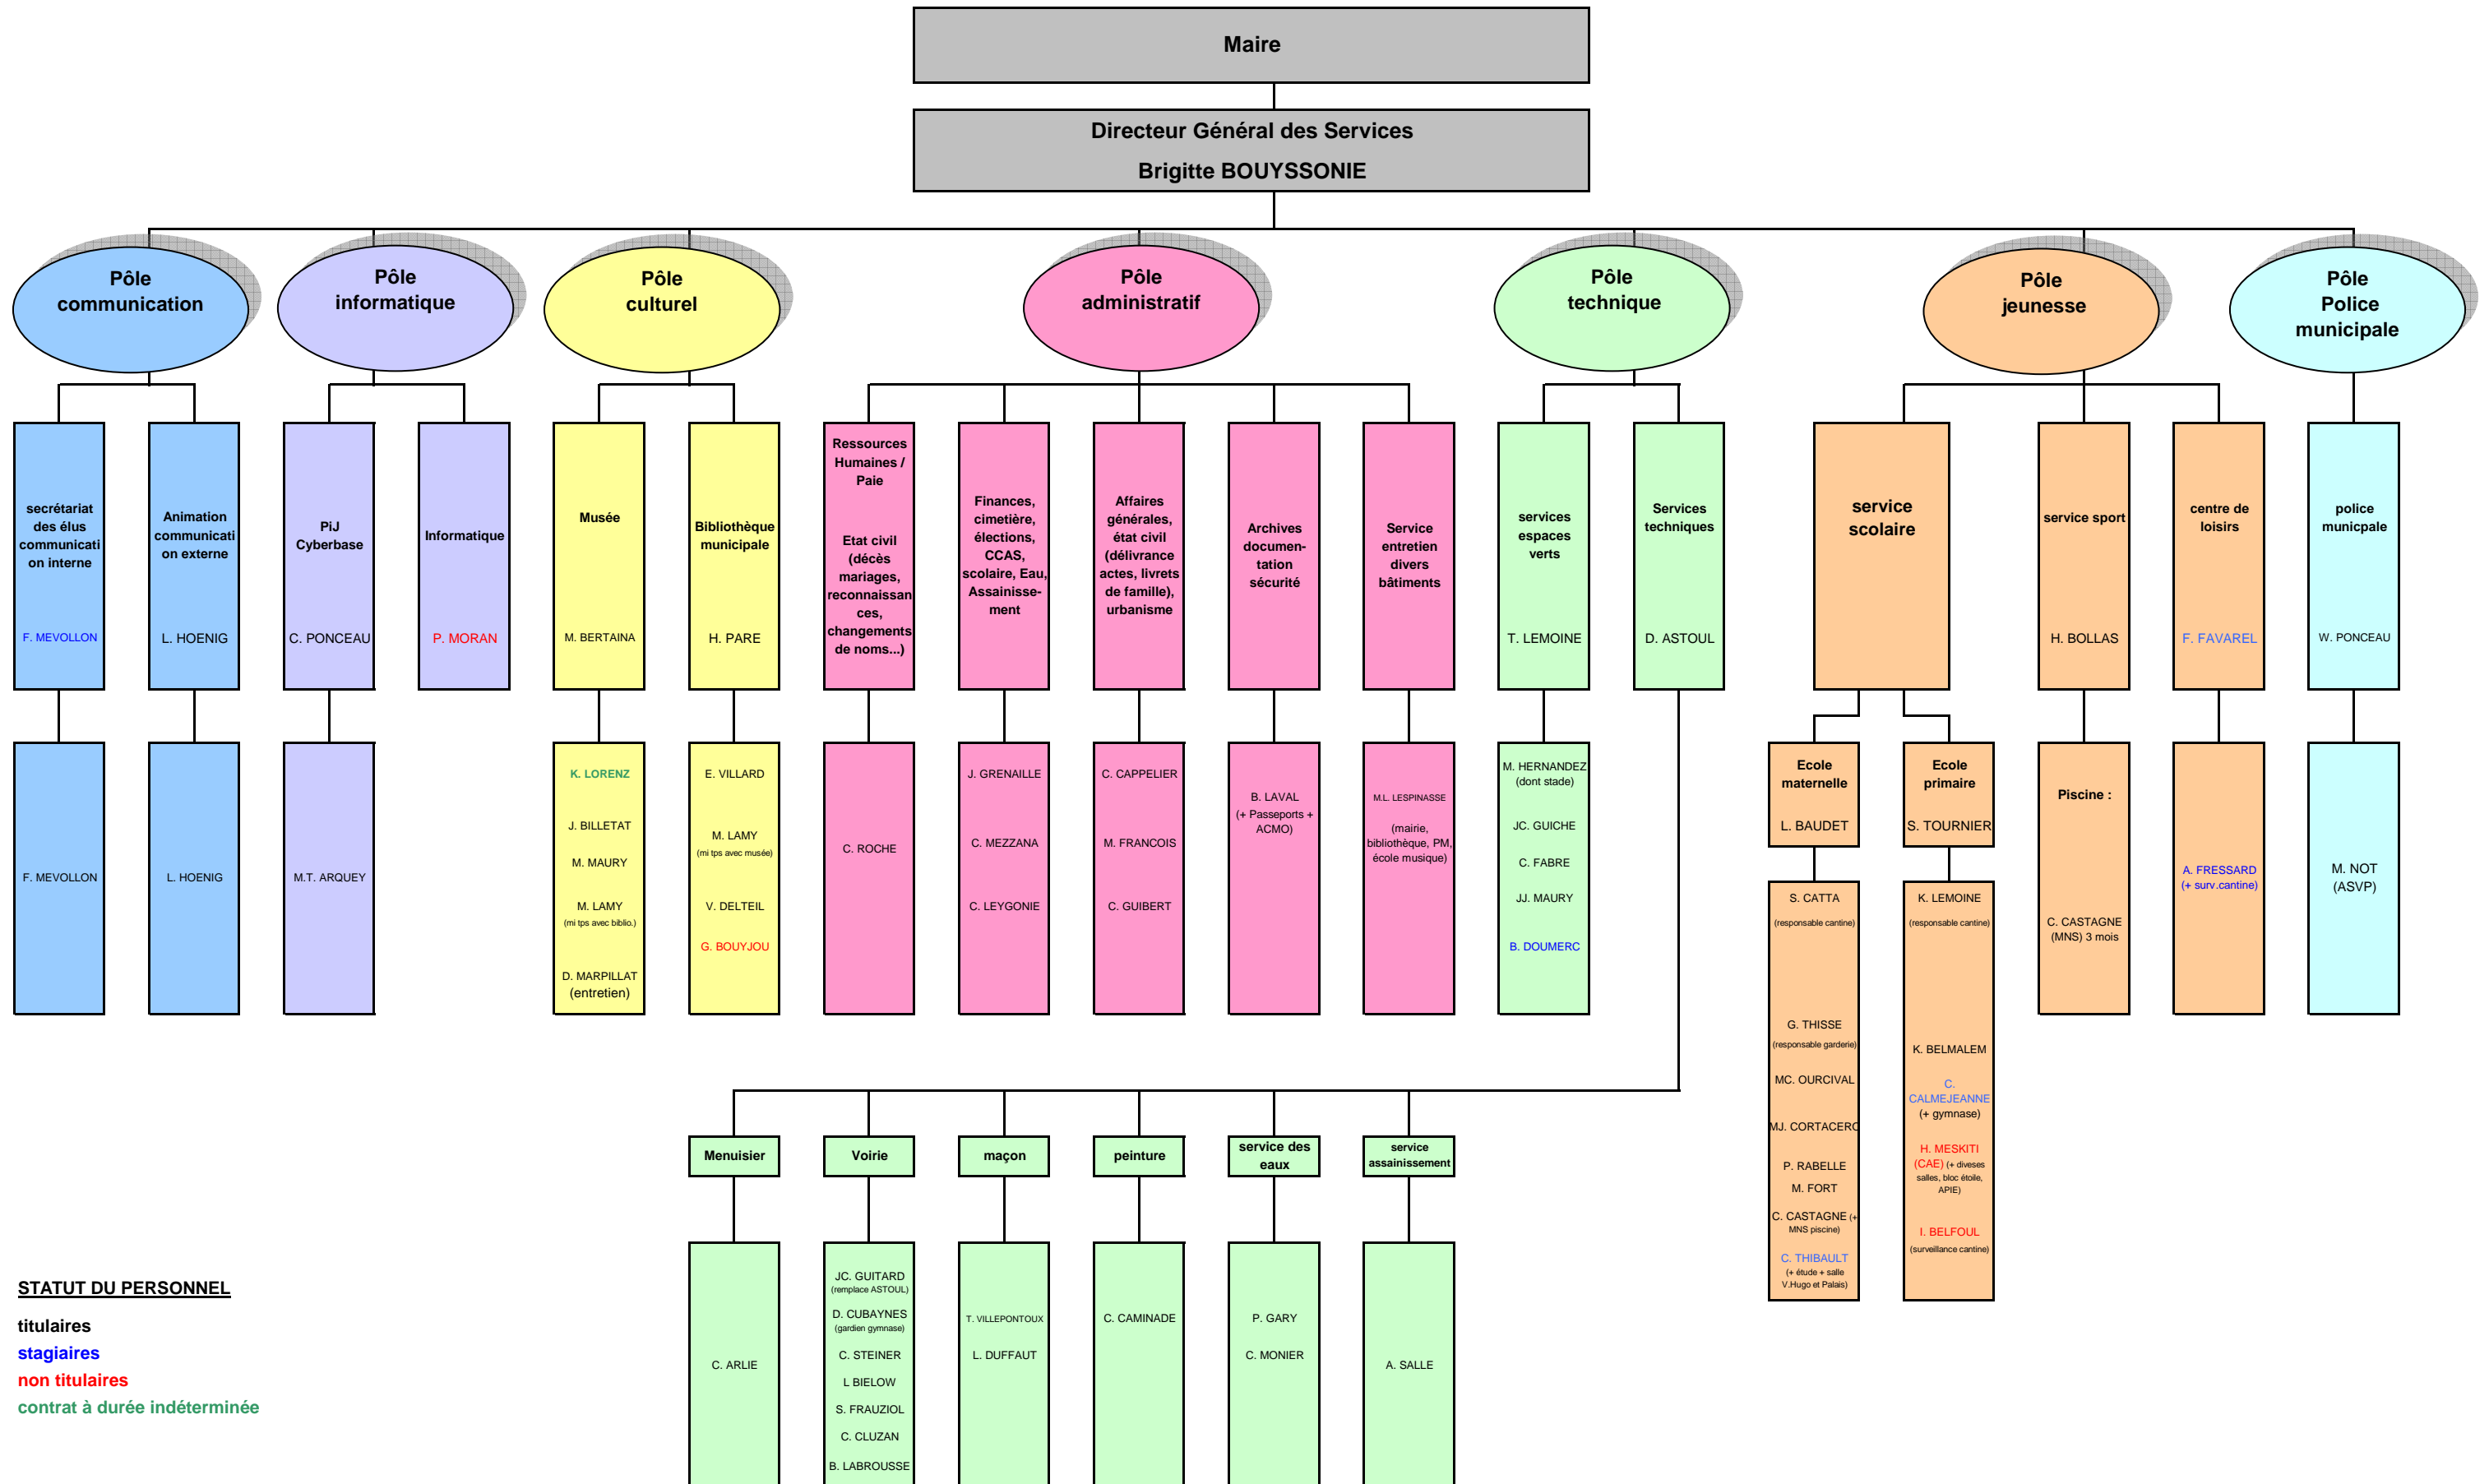 Maire
Directeur Général des Services
Brigitte BOUYSSONIE
Pôle
communication
Pôle
informatique
Pôle
culturel
Pôle
administratif
Pôle
technique
Pôle
jeunesse
Pôle
Police
municipale
secrétariat
des élus
communicati
on interne
F. MEVOLLON
Animation
communicati
on externe
L. HOENIG
PiJ
Cyberbase
C. PONCEAU
Informatique
P. MORAN
Musée
M. BERTAINA
Bibliothèque
municipale
H. PARE
Ressources
Humaines /
Paie
Etat civil
(décès
mariages,
reconnaissan
ces,
changements
de noms...)
Finances,
cimetière,
élections,
CCAS,
scolaire, Eau,
Assainisse-
ment
Affaires
générales,
état civil
(délivrance
actes, livrets
de famille),
urbanisme
Archives
documen-
tation
sécurité
Service
entretien
divers
bâtiments
services
espaces
verts
T. LEMOINE
Services
techniques
D. ASTOUL
service
scolaire
service sport
H. BOLLAS
centre de
loisirs
F. FAVAREL
police
municpale
W. PONCEAU
F. MEVOLLON
L. HOENIG
M.T. ARQUEY
K. LORENZ
J. BILLETAT
M. MAURY
M. LAMY
(mi tps avec biblio.)
D. MARPILLAT
(entretien)
E. VILLARD
M. LAMY
(mi tps avec musée)
V. DELTEIL
G. BOUYJOU
C. ROCHE
J. GRENAILLE
C. MEZZANA
C. LEYGONIE
C. CAPPELIER
M. FRANCOIS
C. GUIBERT
B. LAVAL
(+ Passeports +
ACMO)
M.L. LESPINASSE
(mairie,
bibliothèque, PM,
école musique)
M. HERNANDEZ
(dont stade)
JC. GUICHE
C. FABRE
JJ. MAURY
B. DOUMERC
Ecole
maternelle
L. BAUDET
Ecole
primaire
S. TOURNIER
Piscine :
C. CASTAGNE
(MNS) 3 mois
A. FRESSARD
(+ surv.cantine)
M. NOT
(ASVP)
S. CATTA
(responsable cantine)
G. THISSE
(responsable garderie)
MC. OURCIVAL
MJ. CORTACERO
P. RABELLE
M. FORT
C. CASTAGNE (+
MNS piscine)
C. THIBAULT
(+ étude + salle
V.Hugo et Palais)
K. LEMOINE
(responsable cantine)
K. BELMALEM
C.
CALMEJEANNE
(+ gymnase)
H. MESKITI
(CAE) (+ diveses
salles, bloc étoile,
APIE)
I. BELFOUL
(surveillance cantine)
Menuisier
Voirie
maçon
peinture
service des
eaux
service
assainissement
C. ARLIE
JC. GUITARD
(remplace ASTOUL)
D. CUBAYNES
(gardien gymnase)
C. STEINER
L BIELOW
S. FRAUZIOL
C. CLUZAN
B. LABROUSSE
T. VILLEPONTOUX
L. DUFFAUT
C. CAMINADE
P. GARY
C. MONIER
A. SALLE
STATUT DU PERSONNEL
titulaires
stagiaires
non titulaires
contrat à durée indéterminée